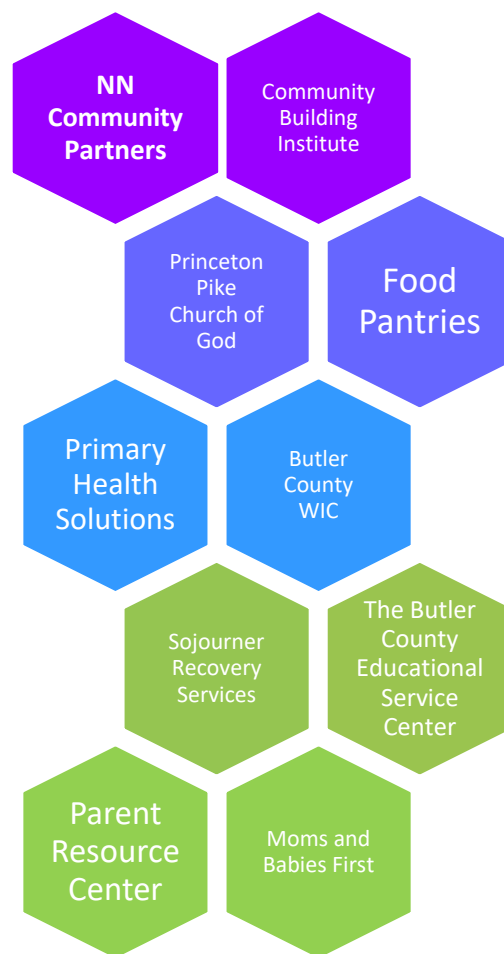 NN
Community
Partners
Community
Building
Institute
Princeton
Pike
Church of
God
Food
Pantries
Primary
Health
Solutions
Butler
County
WIC
Sojourner
Recovery
Services
The Butler
County
Educational
Service
Center
Parent
Resource
Center
Moms and
Babies First